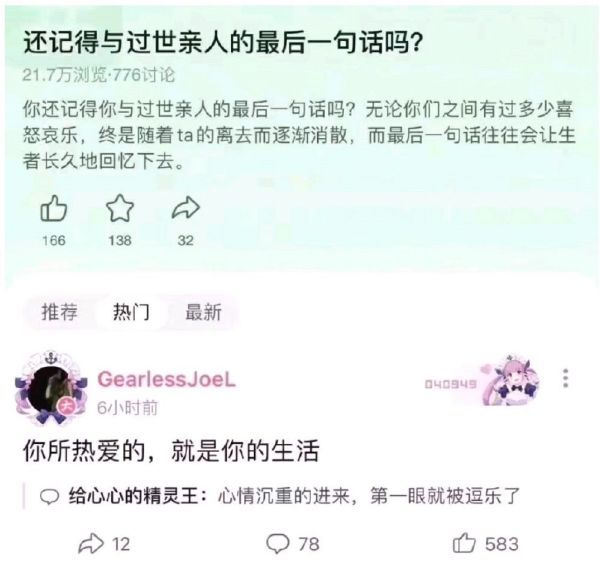 还记得与过世亲人的最后一句话吗？
21.7万浏览·776讨论
你还记得你与过世亲人的最后一句话吗？无论你们之间有过多少喜
怒哀乐，终是随着ta的离去而逐渐消散，而最后一句话往往会让生
者长久地回忆下去。
166 138 32
推荐 热门 最新
GearlessJoeL
040949
6小时前
你所热爱的，就是你的生活
给心心的精灵王：心情沉重的进来，第一眼就被逗乐了
12 78 583